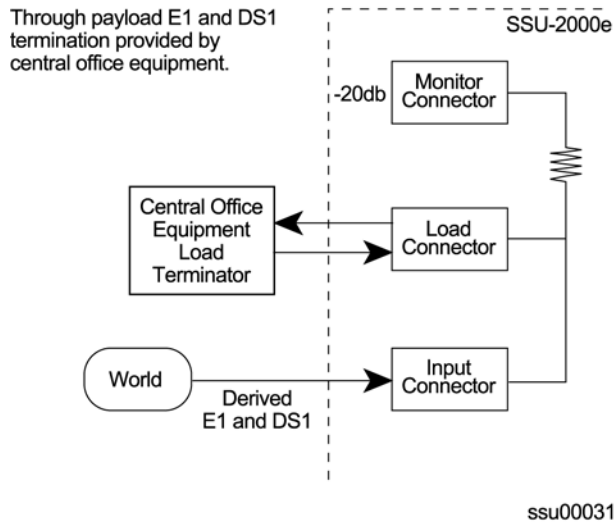 Through payload E1 and DS1
termination provided by
central office equipment.
SSU-2000e
-20db
Monitor
Connector
Central Office
Equipment
Load
Terminator
Load
Connector
World
Derived
E1 and DS1
Input
Connector
ssu00031